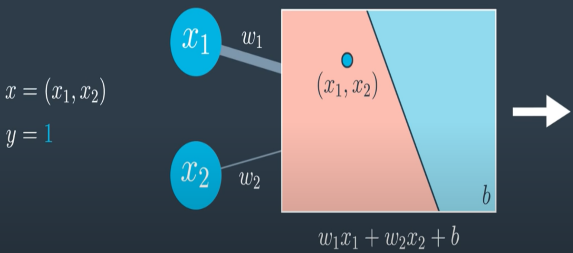 x₁
w₁
x = (x₁, x₂)
y = 1
(x₁, x₂)
x₂
w₂
b
w₁x₁ + w₂x₂ + b